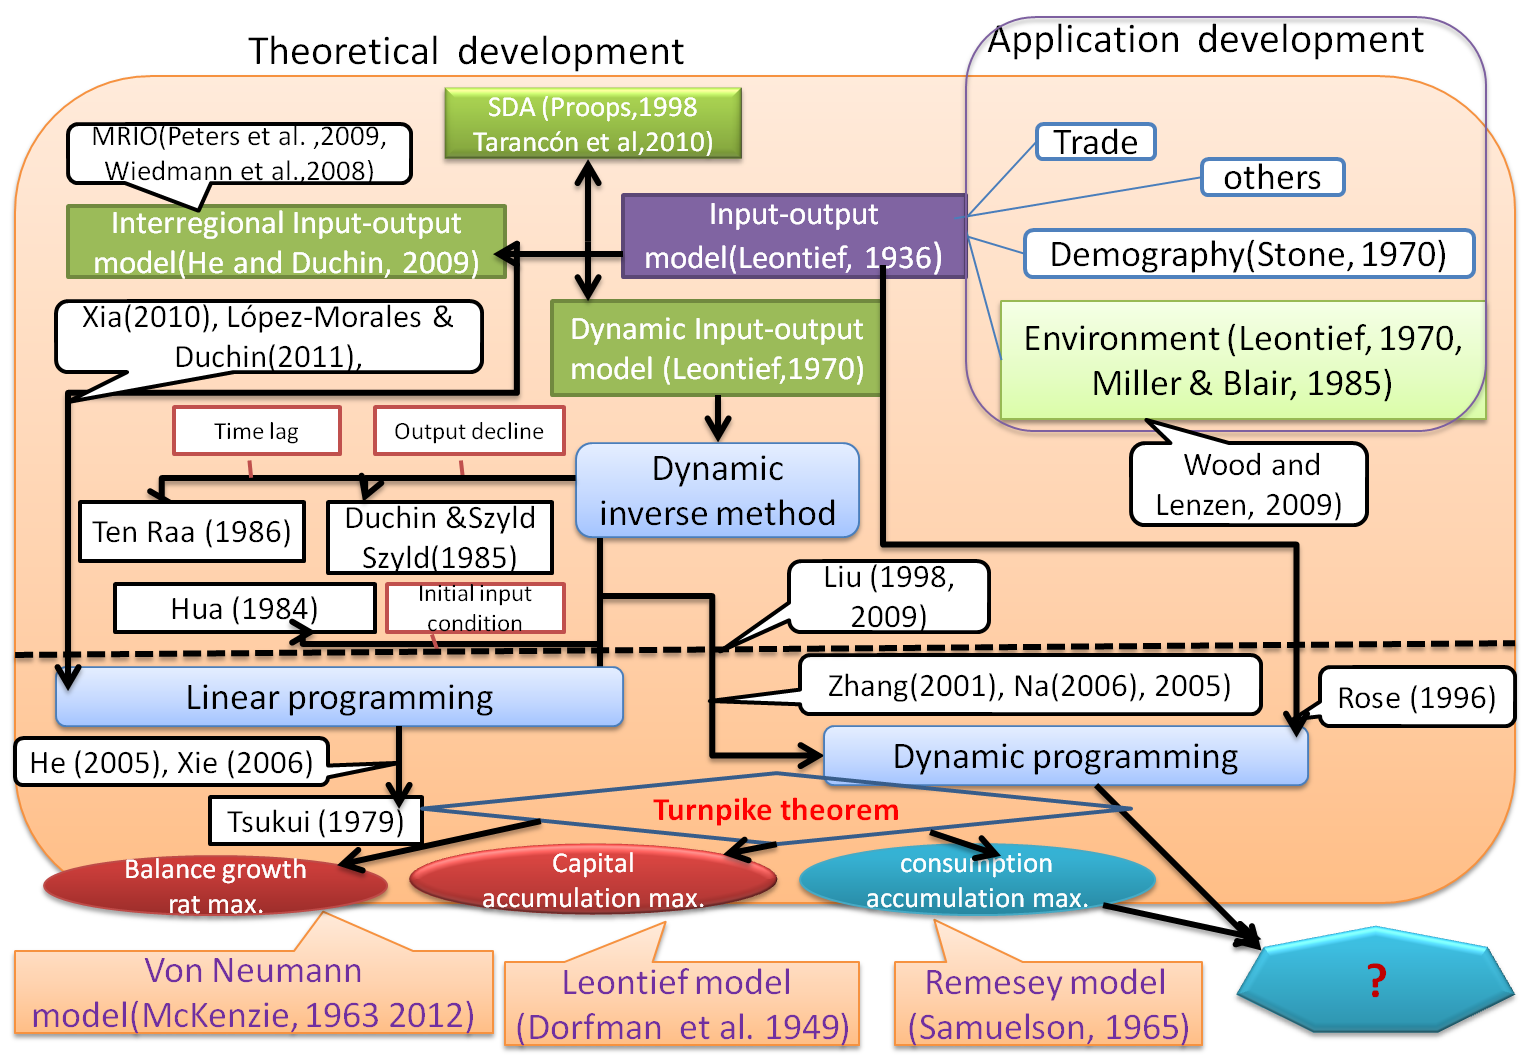 Theoretical development
Application development
SDA (Proops,1998
Tarancón et al,2010)
MRIO(Peters et al. ,2009,
Wiedmann et al.,2008)
Trade
others
Interregional Input-output
model(He and Duchin, 2009)
Input-output
model(Leontief, 1936)
Demography(Stone, 1970)
Xia(2010), López-Morales &
Duchin(2011),
Dynamic Input-output
model (Leontief,1970)
Environment (Leontief, 1970,
Miller & Blair, 1985)
Time lag
Output decline
Dynamic
inverse method
Wood and
Lenzen, 2009)
Ten Raa (1986)
Duchin &Szyld
Szyld(1985)
Hua (1984)
Initial input
condition
Liu (1998,
2009)
Linear programming
Zhang(2001), Na(2006), 2005)
Rose (1996)
He (2005), Xie (2006)
Dynamic programming
Tsukui (1979)
Turnpike theorem
Balance growth
rat max.
Capital
accumulation max.
consumption
accumulation max.
Von Neumann
model(McKenzie, 1963 2012)
Leontief model
(Dorfman et al. 1949)
Remesey model
(Samuelson, 1965)
?